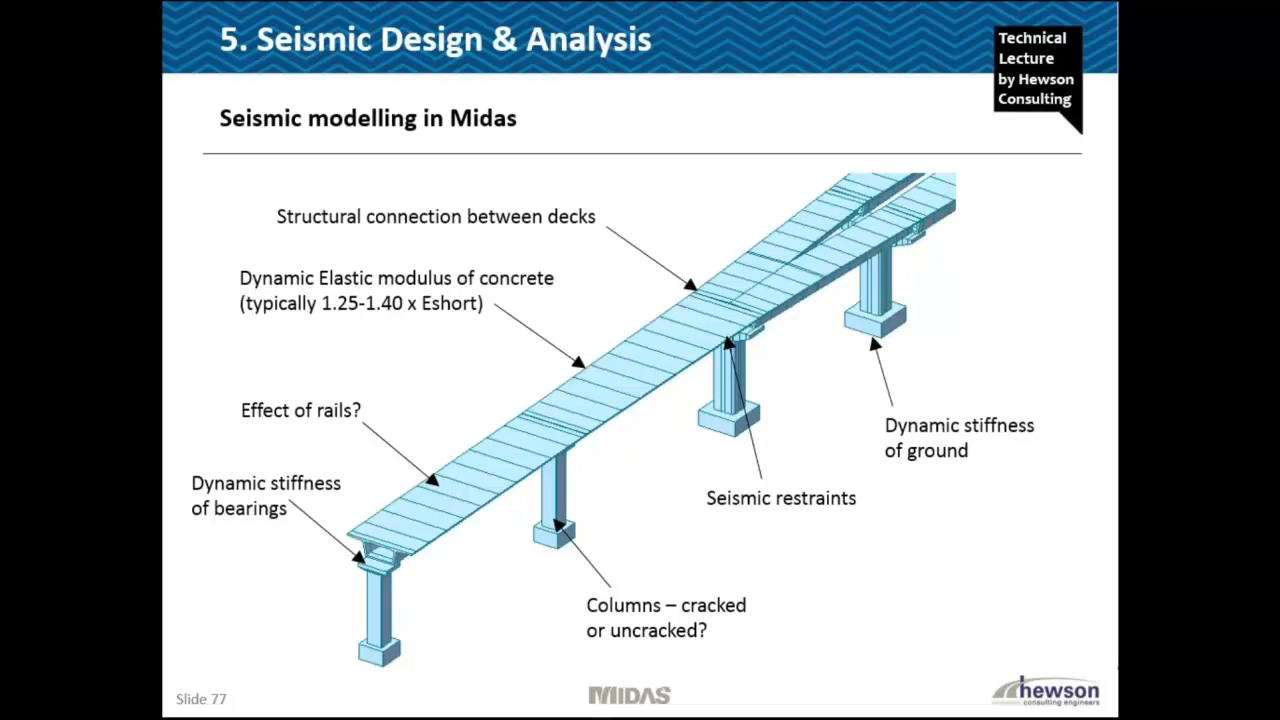 5. Seismic Design & Analysis
Technical
Lecture
by Hewson
Consulting
Seismic modelling in Midas
Structural connection between decks
Dynamic Elastic modulus of concrete
(typically 1.25-1.40 x Eshort)
Effect of rails?
Dynamic stiffness
of bearings
Dynamic stiffness
of ground
Seismic restraints
Columns – cracked
or uncracked?
Slide 77
MIDAS
hewson
consulting engineers